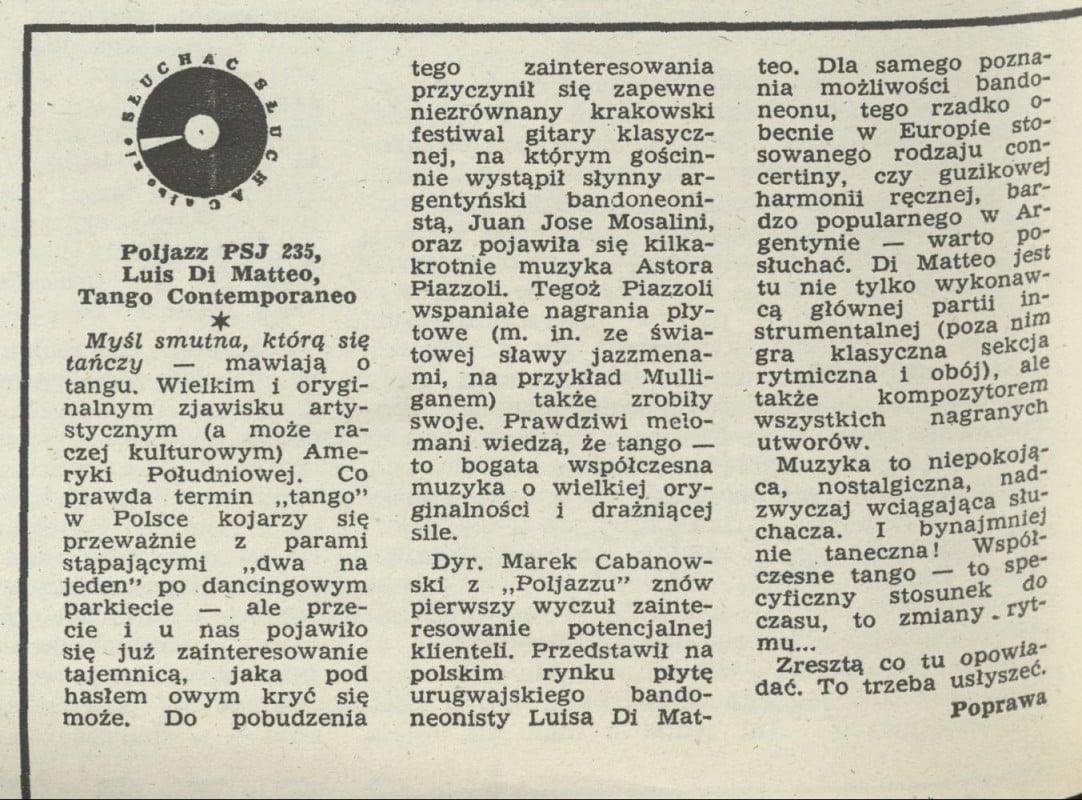 SŁUCHAĆ SŁUCHAĆ albo nie
Poljazz PSJ 235,
Luis Di Matteo,
Tango Contemporaneo
Myśl smutna, którą się
tańczy — mawiają o
tangu. Wielkim i orygi-
nalnym zjawisku arty-
stycznym (a może ra-
czej kulturowym) Ame-
ryki Południowej. Co
prawda termin „tango”
w Polsce kojarzy się
przeważnie z parami
stąpającymi „dwa na
jeden” po dancingowym
parkiecie — ale prze-
cie i u nas pojawiło
się już zainteresowanie
tajemnicą, jaka pod
hasłem owym kryć się
może. Do pobudzenia
tego zainteresowania
przyczynił się zapewne
niezrównany krakowski
festiwal gitary klasycz-
nej, na którym gościn-
nie wystąpił słynny ar-
gentyński bandoneoni-
stą, Juan Jose Mosalini,
oraz pojawiła się kilka-
krotnie muzyka Astora
Piazzoli. Tegoż Piazzoli
wspaniałe nagrania pły-
towe (m. in. ze świa-
towej sławy jazzmena-
mi, na przykład Mulli-
ganem) także zrobiły
swoje. Prawdziwi melo-
mani wiedzą, że tango —
to bogata współczesna
muzyka o wielkiej ory-
ginalności i drażniącej
sile.
Dyr. Marek Cabanow-
ski z „Poljazzu” znów
pierwszy wyczuł zainte-
resowanie potencjalnej
klienteli. Przedstawił na
polskim rynku płytę
urugwajskiego bando-
neonisty Luisa Di Mat-
teo. Dla samego pozna-
nia możliwości bando-
neonu, tego rzadko o-
becnie w Europie sto-
sowanego rodzaju con-
certiny, czy guzikowej
harmonii ręcznej, bar-
dzo popularnego w Ar-
gentynie — warto po-
słuchać. Di Matteo jest
tu nie tylko wykonaw-
cą głównej partii in-
strumentalnej (poza nim
gra klasyczna sekcja
rytmiczna i obój), ale
także kompozytorem
wszystkich nagranych
utworów.
Muzyka to niepokoją-
ca, nostalgiczna, nad-
zwyczaj wciągająca słu-
chacza. I bynajmniej
nie taneczna! Współ-
czesne tango — to spe-
cyficzny stosunek do
czasu, to zmiany ryt-
mu...
Zresztą co tu opowia-
dać. To trzeba usłyszeć.
Poprawa